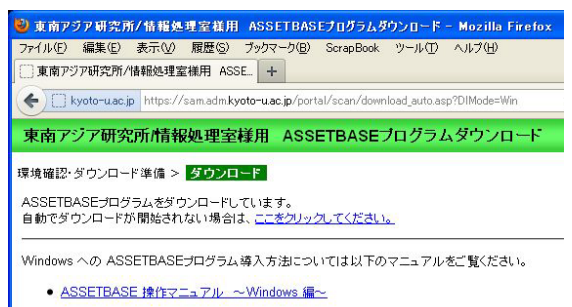 東南アジア研究所/情報処理室様用 ASSETBASEプログラムダウンロード - Mozilla Firefox
ファイル(F) 編集(E) 表示(V) 履歴(S) ブックマーク(B) ScrapBook ツール(T) ヘルプ(H)
東南アジア研究所/情報処理室様用 ASSE... +
kyoto-u.ac.jp https://sam.adm.kyoto-u.ac.jp/portal/scan/download_auto.asp?DlMode=Win
東南アジア研究所/情報処理室様用 ASSETBASEプログラムダウンロード
環境確認・ダウンロード準備 > ダウンロード
ASSETBASEプログラムをダウンロードしています。
自動でダウンロードが開始されない場合は、ここをクリックしてください。
Windows への ASSETBASEプログラム導入方法については以下のマニュアルをご覧ください。
• ASSETBASE 操作マニュアル ～Windows 編～